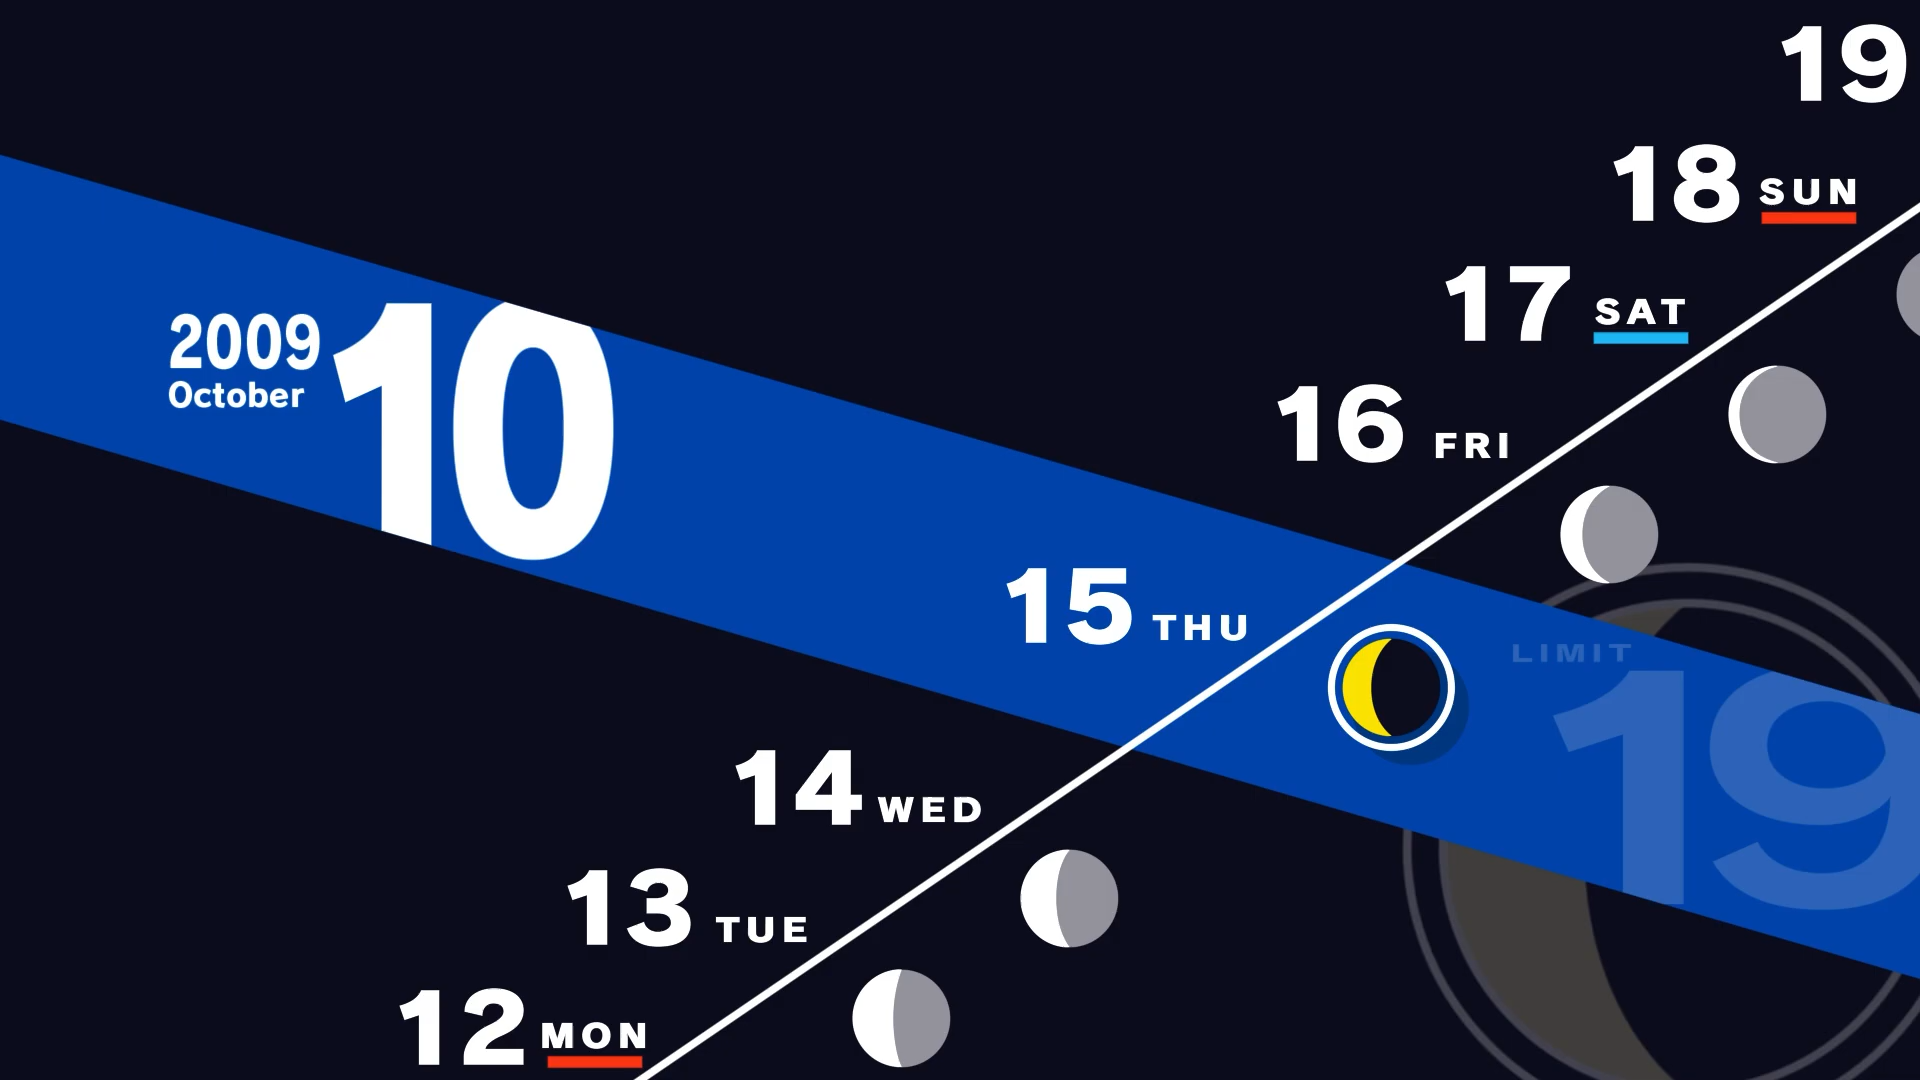 19
18 SUN
17 SAT
16 FRI
2009
October
10
15 THU
LIMIT
19
14 WED
13 TUE
12 MON